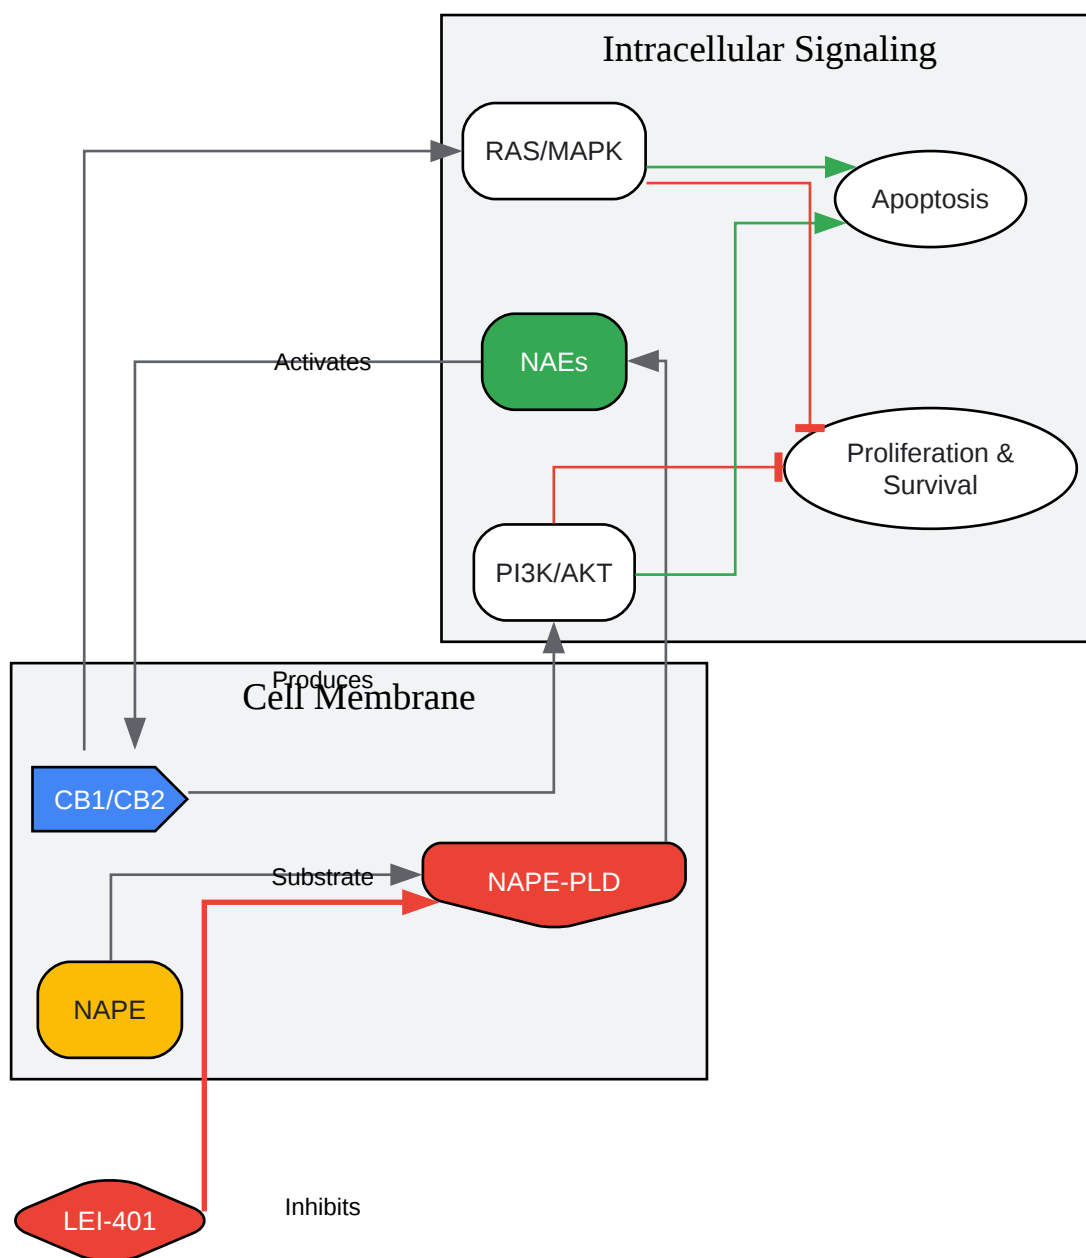 Intracellular Signaling
RAS/MAPK
Apoptosis
Activates
NAEs
Proliferation &
Survival
PI3K/AKT
Produces
Cell Membrane
CB1/CB2
Substrate
NAPE-PLD
NAPE
Inhibits
LEI-401